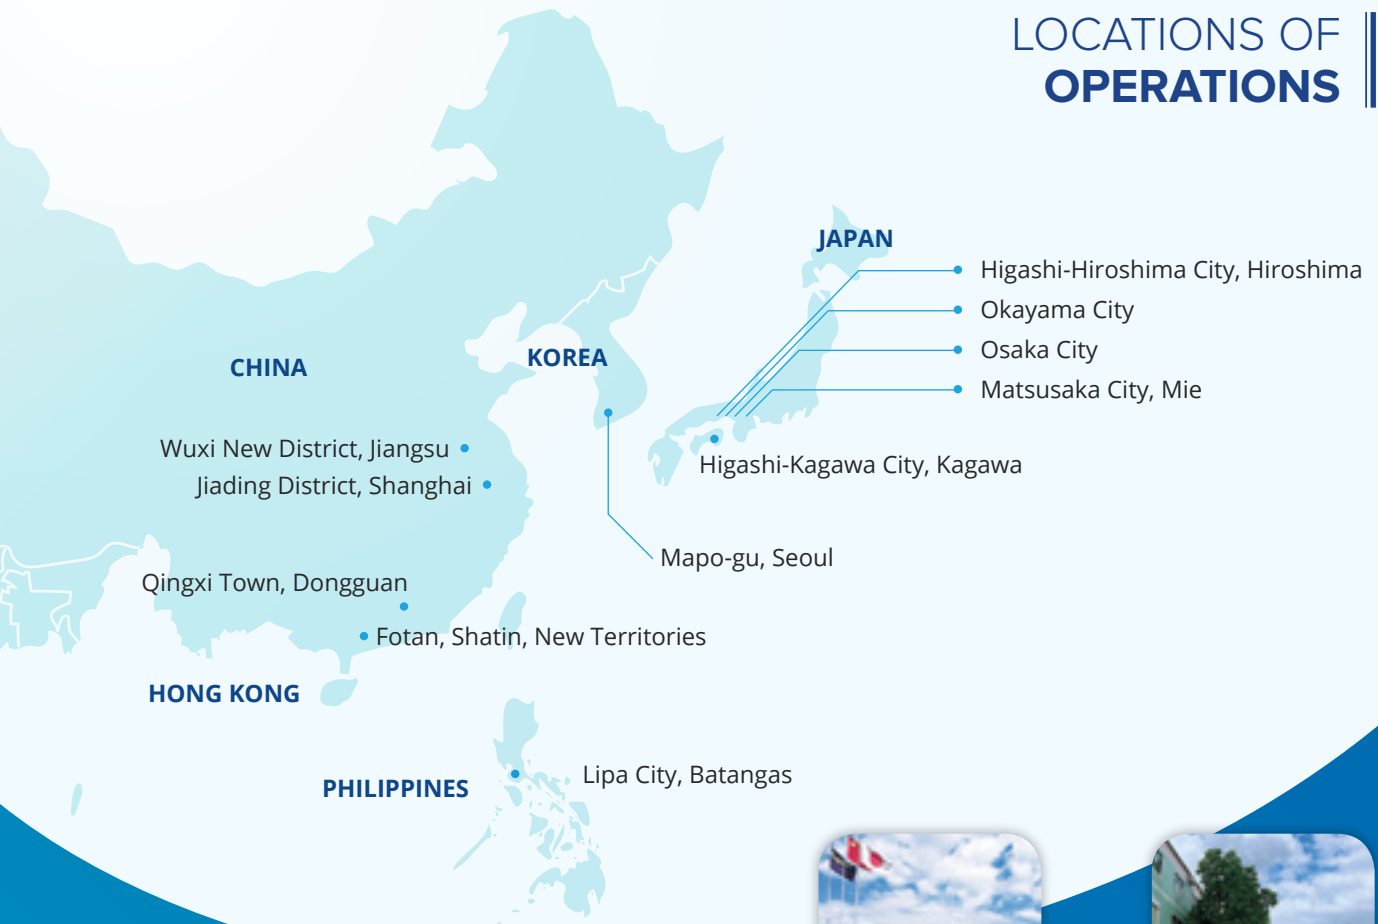 LOCATIONS OF
OPERATIONS
JAPAN
Higashi-Hiroshima City, Hiroshima
Okayama City
Osaka City
Matsusaka City, Mie
Higashi-Kagawa City, Kagawa
KOREA
Mapo-gu, Seoul
CHINA
Wuxi New District, Jiangsu
Jiading District, Shanghai
Qingxi Town, Dongguan
Fotan, Shatin, New Territories
HONG KONG
PHILIPPINES
Lipa City, Batangas